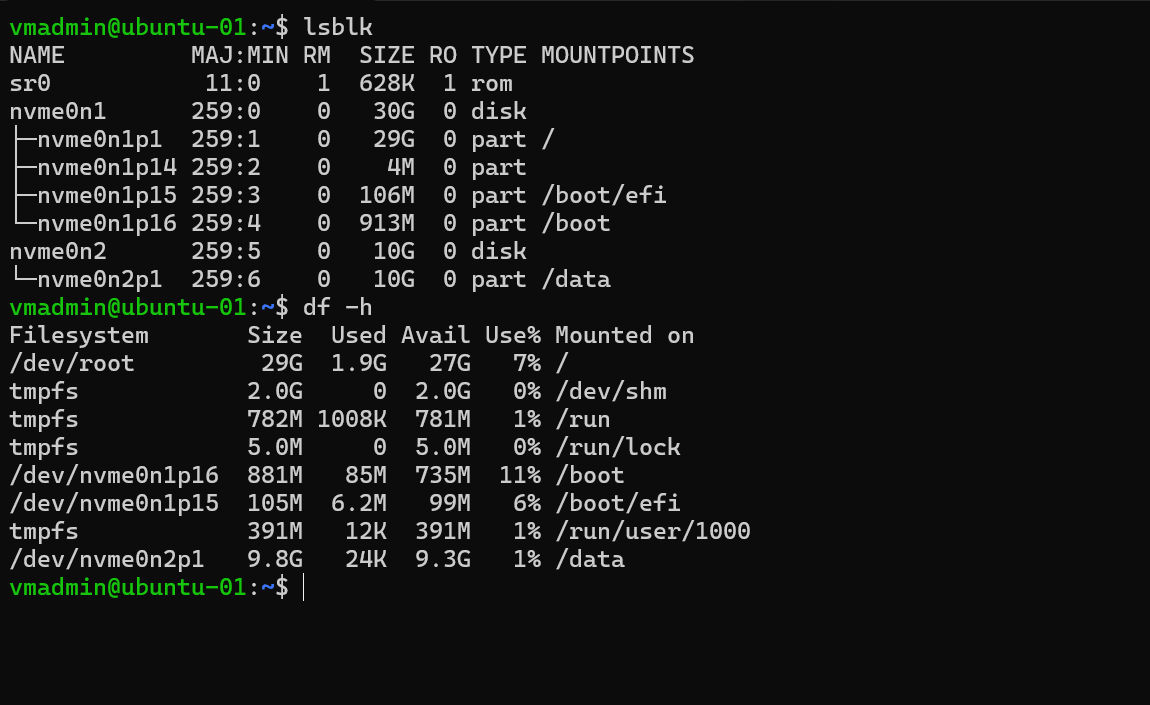 vmadmin@ubuntu-01:~$ lsblk
NAME         MAJ:MIN RM  SIZE RO TYPE MOUNTPOINTS
sr0           11:0    1  628K  1 rom
nvme0n1      259:0    0   30G  0 disk
├─nvme0n1p1  259:1    0   29G  0 part /
├─nvme0n1p14 259:2    0    4M  0 part
├─nvme0n1p15 259:3    0  106M  0 part /boot/efi
└─nvme0n1p16 259:4    0  913M  0 part /boot
nvme0n2      259:5    0   10G  0 disk
└─nvme0n2p1  259:6    0   10G  0 part /data
vmadmin@ubuntu-01:~$ df -h
Filesystem       Size  Used Avail Use% Mounted on
/dev/root         29G  1.9G   27G   7% /
tmpfs            2.0G     0  2.0G   0% /dev/shm
tmpfs            782M 1008K  781M   1% /run
tmpfs            5.0M     0  5.0M   0% /run/lock
/dev/nvme0n1p16  881M   85M  735M  11% /boot
/dev/nvme0n1p15  105M  6.2M   99M   6% /boot/efi
tmpfs            391M   12K  391M   1% /run/user/1000
/dev/nvme0n2p1   9.8G   24K  9.3G   1% /data
vmadmin@ubuntu-01:~$